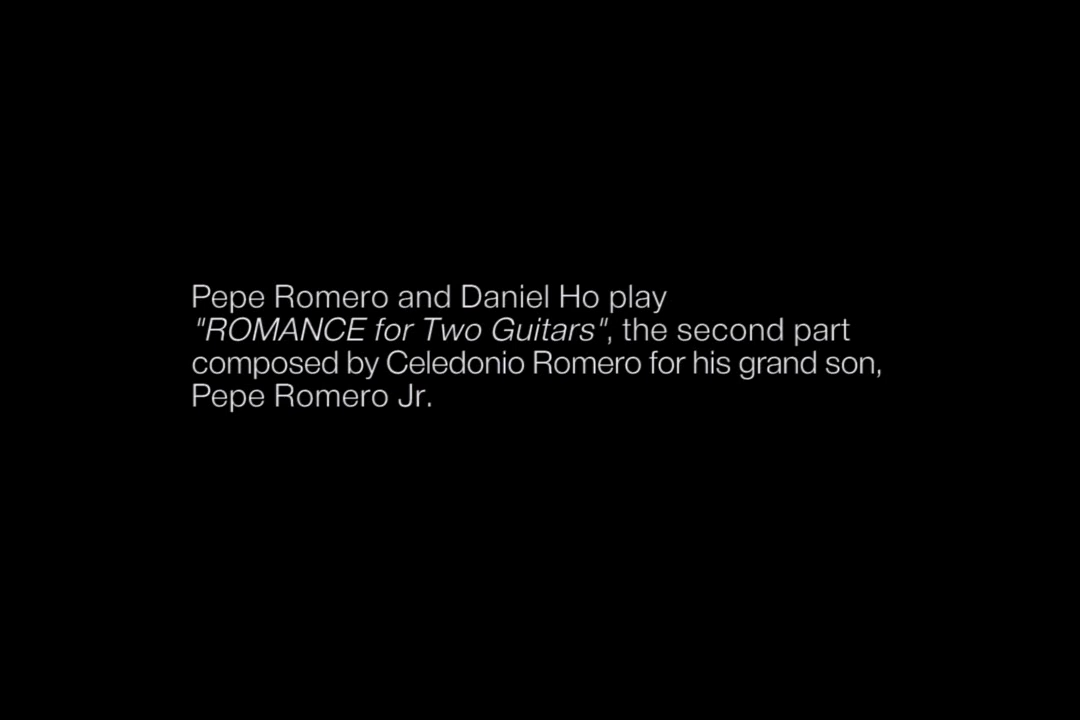 Pepe Romero and Daniel Ho play
"ROMANCE for Two Guitars", the second part
composed by Celedonio Romero for his grand son,
Pepe Romero Jr.